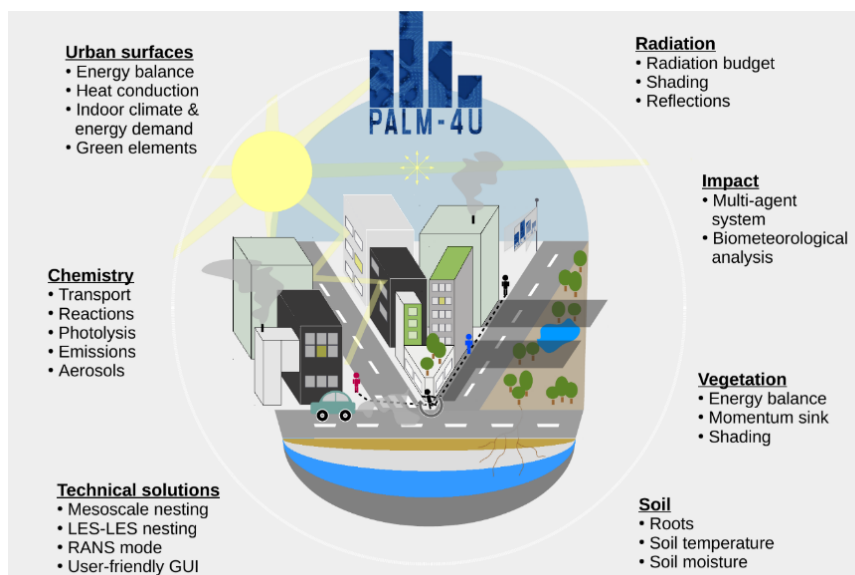 PALM-4U
Urban surfaces
• Energy balance
• Heat conduction
• Indoor climate &
energy demand
• Green elements
Radiation
• Radiation budget
• Shading
• Reflections
Impact
• Multi-agent
system
• Biometeorological
analysis
Chemistry
• Transport
• Reactions
• Photolysis
• Emissions
• Aerosols
Vegetation
• Energy balance
• Momentum sink
• Shading
Technical solutions
• Mesoscale nesting
• LES-LES nesting
• RANS mode
• User-friendly GUI
Soil
• Roots
• Soil temperature
• Soil moisture